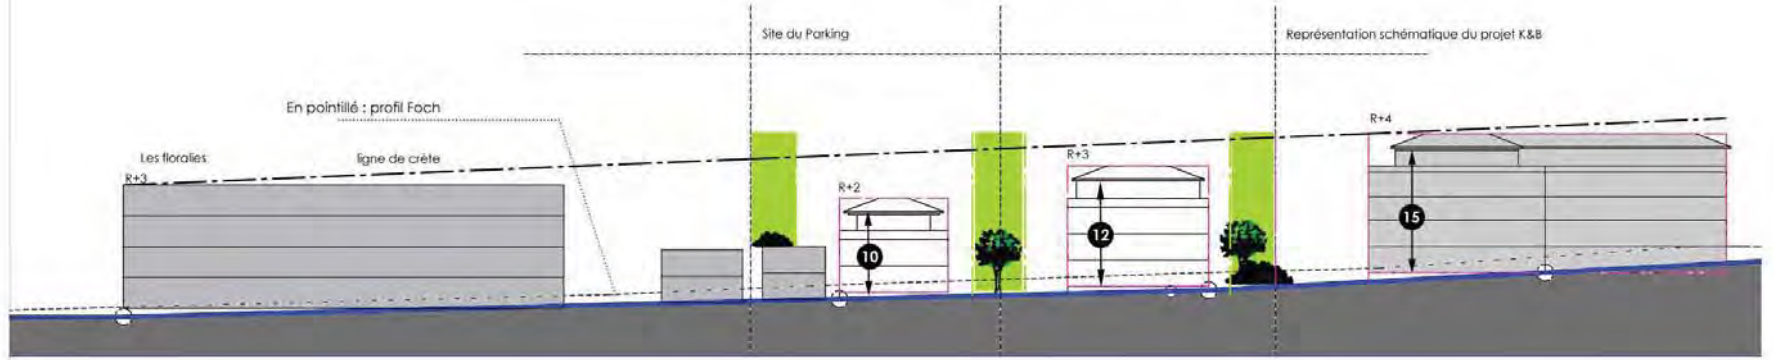 Site du Parking
Représentation schématique du projet K&B
En pointillé : profil Foch
R+4
Les floralies
ligne de crète
R+3
R+3
R+2
15
12
10